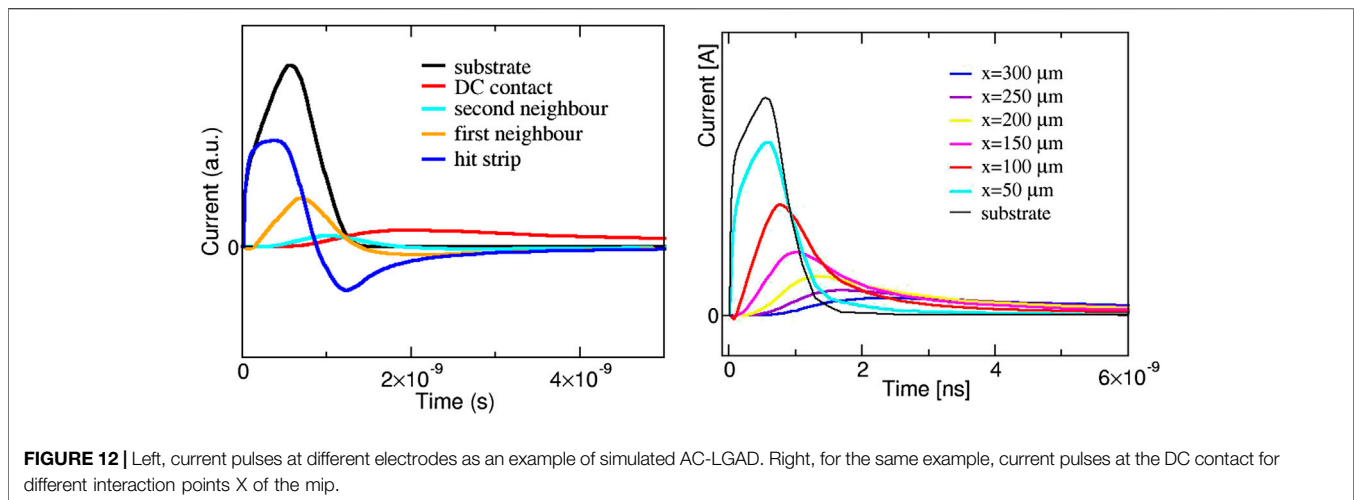 Current (a.u.)
0
substrate
DC contact
second neighbour
first neighbour
hit strip
0
2×10⁻⁹
4×10⁻⁹
Time (s)
Current [A]
0
x=300 μm
x=250 μm
x=200 μm
x=150 μm
x=100 μm
x=50 μm
substrate
0
2
4
6×10⁻⁹
Time [ns]
FIGURE 12 | Left, current pulses at different electrodes as an example of simulated AC-LGAD. Right, for the same example, current pulses at the DC contact for
different interaction points X of the mip.